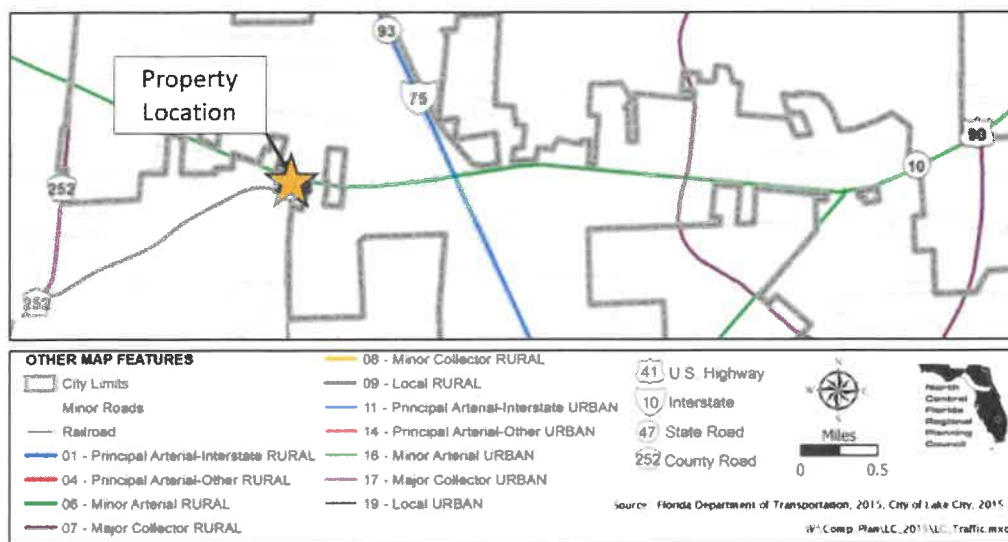 93
Property
Location
75
90
252
10
252
OTHER MAP FEATURES
City Limits
Minor Roads
Railroad
01 - Principal Arterial-Interstate RURAL
04 - Principal Arterial-Other RURAL
06 - Minor Arterial RURAL
07 - Major Collector RURAL
08 - Minor Collector RURAL
09 - Local RURAL
11 - Principal Arterial-Interstate URBAN
14 - Principal Arterial-Other URBAN
16 - Minor Arterial URBAN
17 - Major Collector URBAN
19 - Local URBAN
41 U.S. Highway
10 Interstate
47 State Road
252 County Road
N
W E
S
Miles
0 0.5
North
Central
Florida
Regional
Planning
Council
Source: Florida Department of Transportation, 2015, City of Lake City, 2015
W:\Comp_Plan\LC_2015\LC_Traffic.mxd